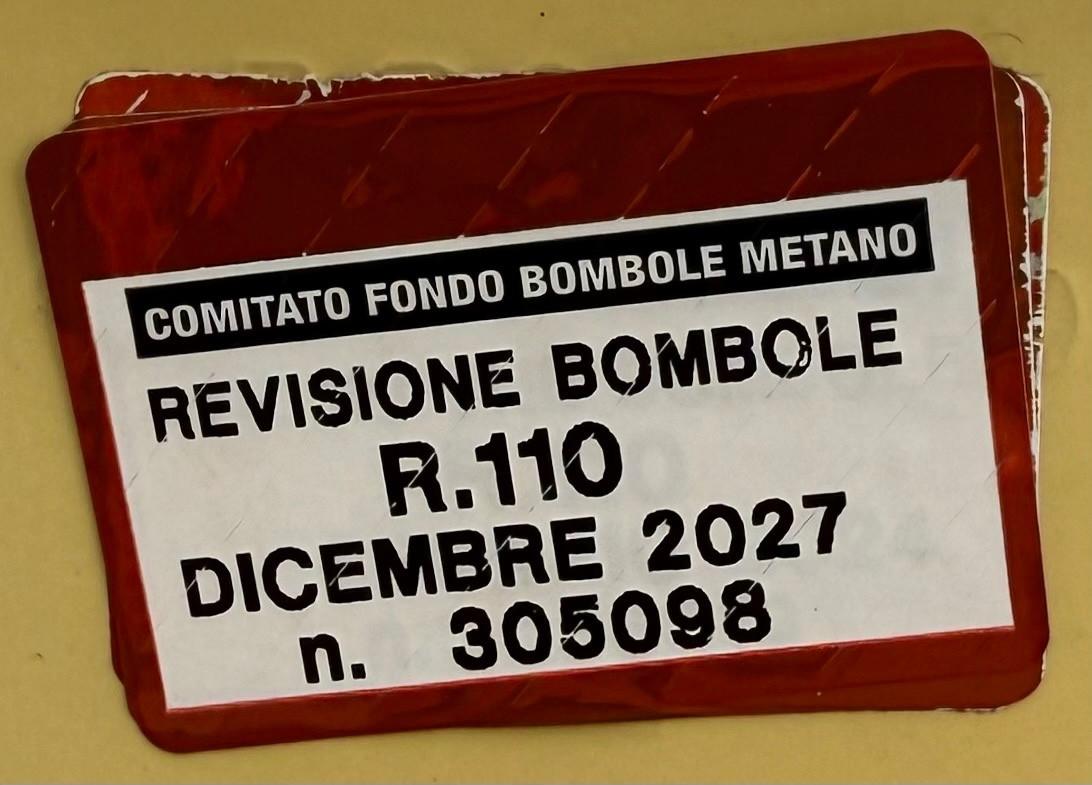 COMITATO FONDO BOMBOLE METANO
REVISIONE BOMBOLE
R.110
DICEMBRE 2027
n. 305098